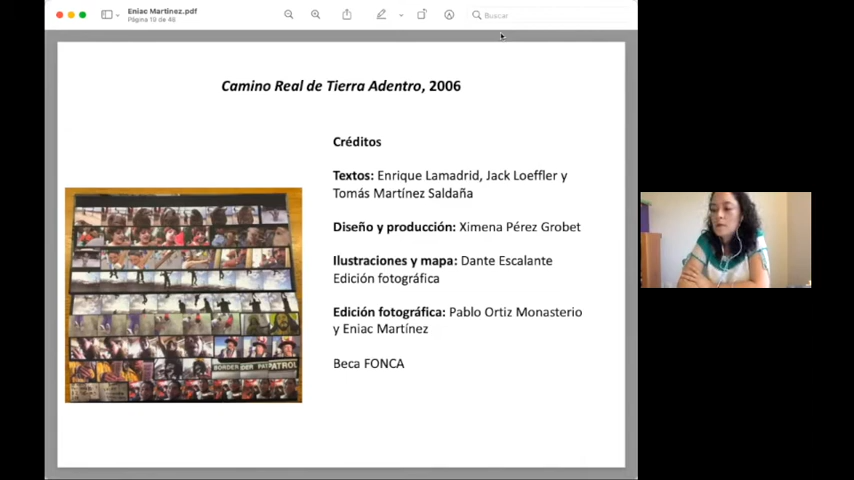 Eniac Martinez.pdf
Página 19 de 48
Buscar
Camino Real de Tierra Adentro, 2006
Créditos
Textos: Enrique Lamadrid, Jack Loeffler y
Tomás Martínez Saldaña
Diseño y producción: Ximena Pérez Grobet
Ilustraciones y mapa: Dante Escalante
Edición fotográfica
Edición fotográfica: Pablo Ortiz Monasterio
y Eniac Martínez
Beca FONCA
BORDER
PATROL